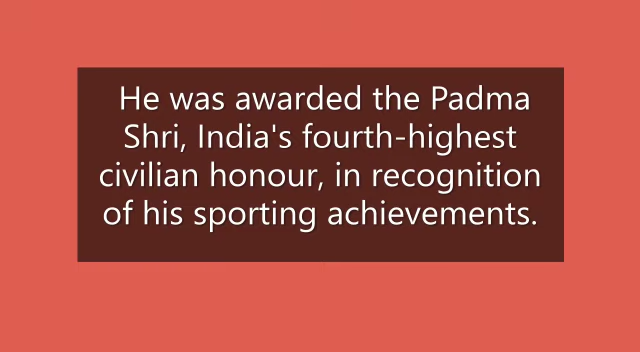 He was awarded the Padma
Shri, India's fourth-highest
civilian honour, in recognition
of his sporting achievements.